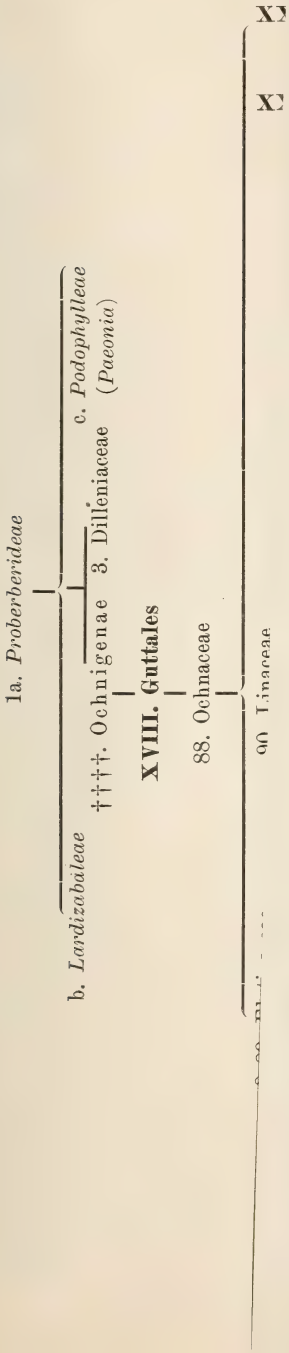 1a. Proberberideae
b. Lardizabaleae
c. Podophylleae
(Paeonia)
††††. Ochnigenae 3. Dilleniaceae
XVIII. Guttales
88. Ochnaceae
90. Linaceae